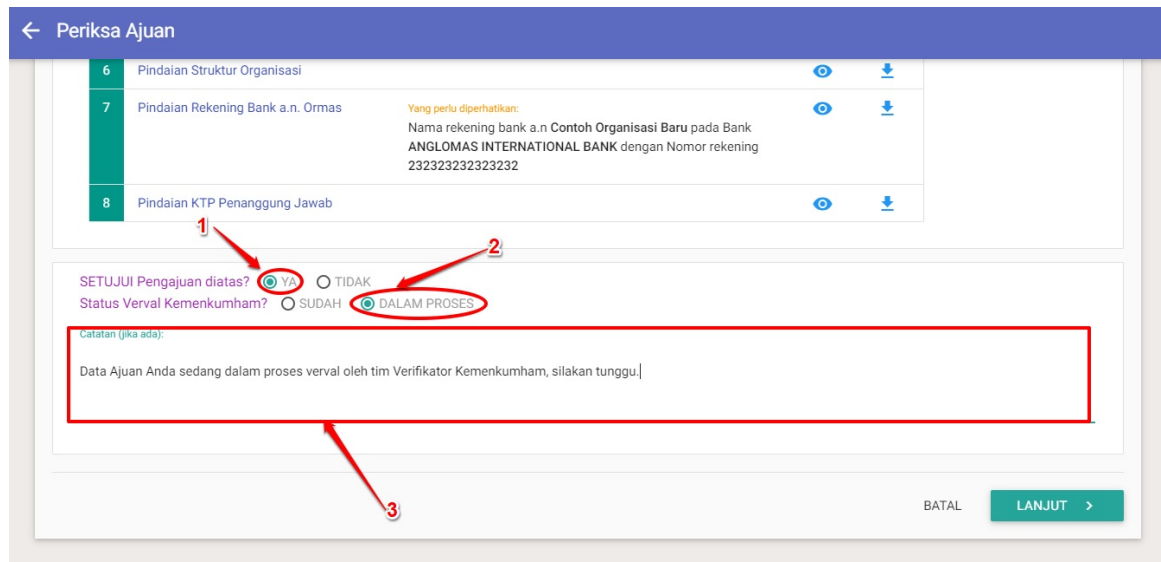 Periksa Ajuan
6 Pindaian Struktur Organisasi
7 Pindaian Rekening Bank a.n. Ormas
Yang perlu diperhatikan:
Nama rekening bank a.n Contoh Organisasi Baru pada Bank
ANGLOMAS INTERNATIONAL BANK dengan Nomor rekening
232323232323232
8 Pindaian KTP Penanggung Jawab
1
2
SETUJUI Pengajuan diatas? YA TIDAK
Status Verval Kemenkumham? SUDAH DALAM PROSES
Catatan (jika ada):
Data Ajuan Anda sedang dalam proses verval oleh tim Verifikator Kemenkumham, silakan tunggu.
3
BATAL LANJUT >